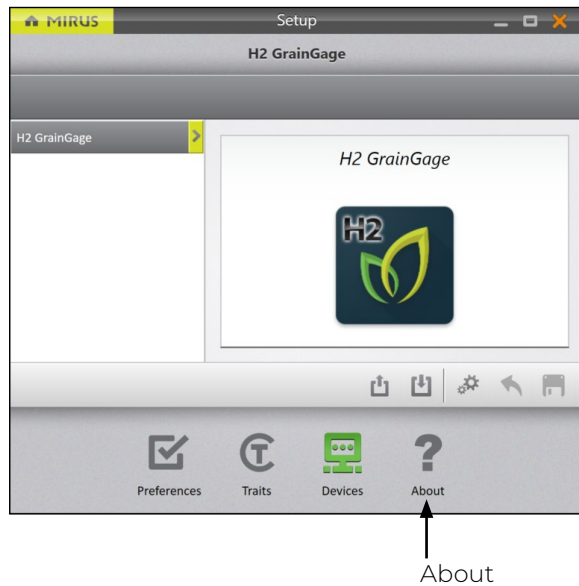 MIRUS Setup
H2 GrainGage
H2 GrainGage
H2 GrainGage
H2
Preferences Traits Devices About
About